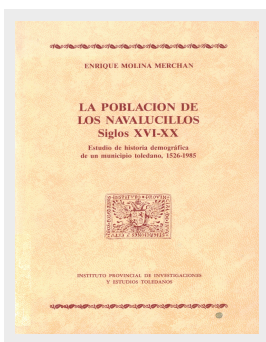 ENRIQUE MOLINA MERCHAN
LA POBLACION DE
LOS NAVALUCILLOS
Siglos XVI-XX
Estudio de historia demográfica
de un municipio toledano, 1526-1985
INSTITUTO PROVINCIAL DE INVESTIGACIONES
Y ESTUDIOS TOLEDANOS